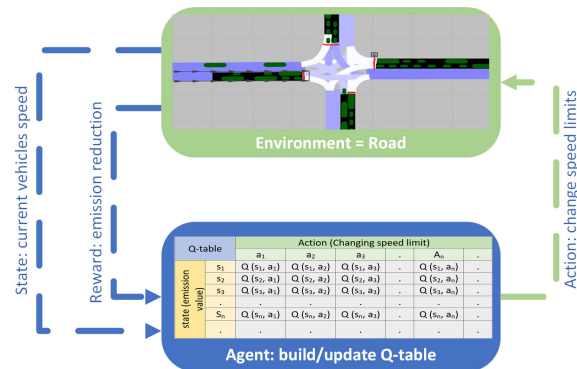 Environment = Road
State: current vehicles speed
Reward: emission reduction
Action: change speed limits
Q-table
Action (Changing speed limit)
a1 a2 a3 . An .
state (emission value)
s1 Q (s1, a1) Q (s1, a2) Q (s1, a3) . Q (s1, an) .
s2 Q (s2, a1) Q (s2, a2) Q (s2, a3) . Q (s2, an) .
s3 Q (s3, a1) Q (s3, a2) Q (s3, a3) . Q (s3, an) .
. . . . . . .
Sn Q (sn, a1) Q (sn, a2) Q (sn, a3) . Q (sn, an) .
. . . . . . .
Agent: build/update Q-table